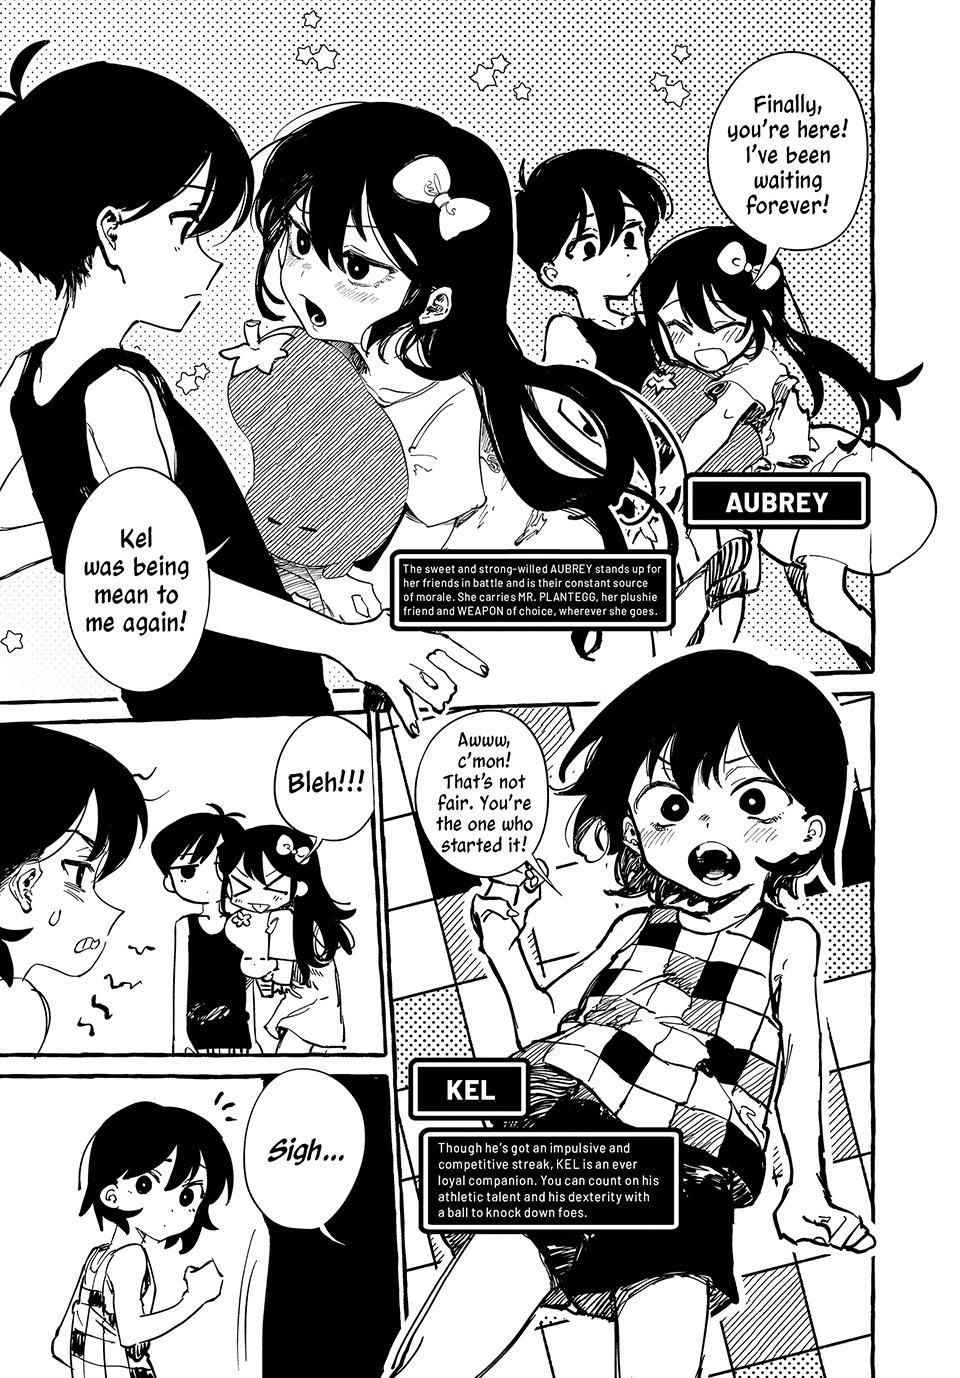 Finally,
you're here!
I've been
waiting
forever!
AUBREY
The sweet and strong-willed AUBREY stands up for
her friends in battle and is their constant source
of morale. She carries MR. PLANTEGG, her plushie
friend and WEAPON of choice, wherever she goes.
Kel
was being
mean to
me again!
Awww,
c'mon!
That's not
fair. You're
the one who
started it!
KEL
Though he's got an impulsive and
competitive streak, KEL is an ever
loyal companion. You can count on his
athletic talent and his dexterity with
a ball to knock down foes.
Bleh!!!
Sigh...